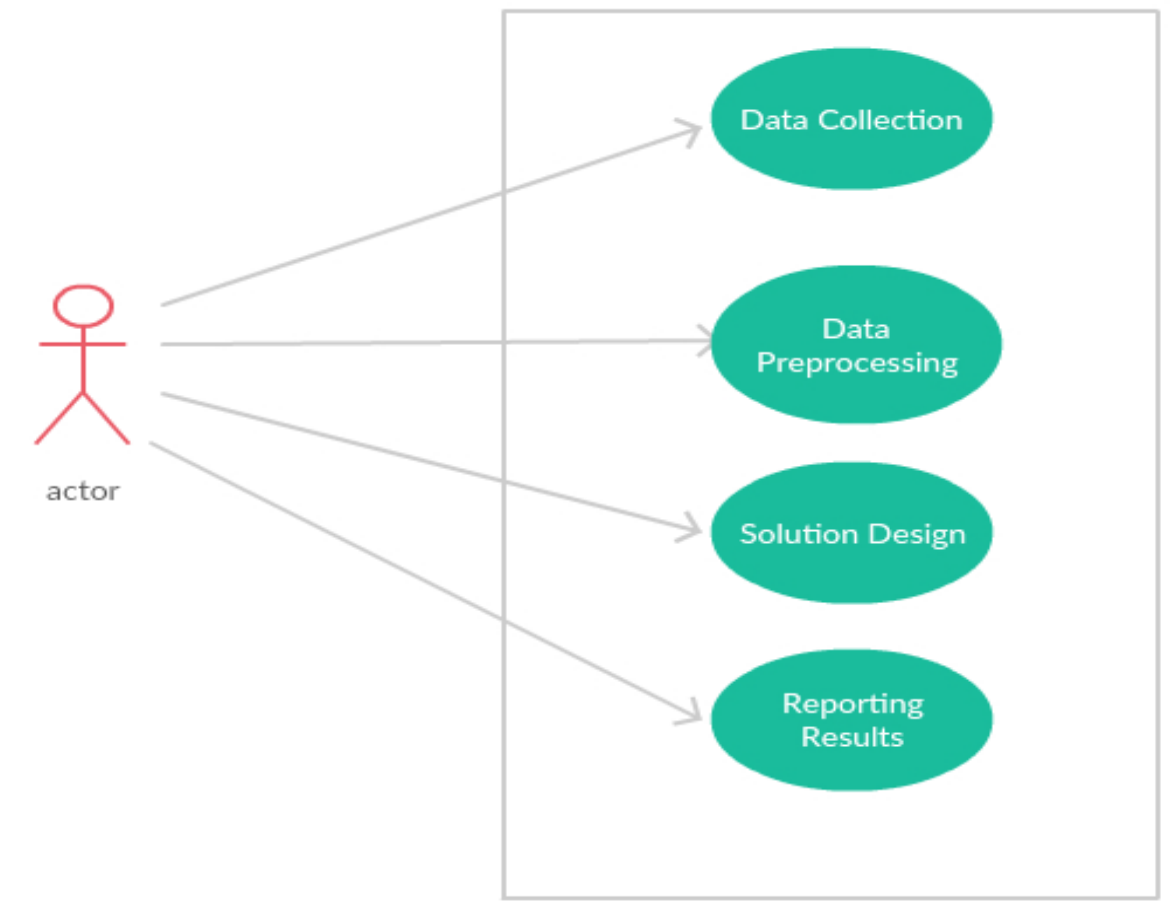 Data Collection
Data
Preprocessing
actor
Solution Design
Reporting
Results